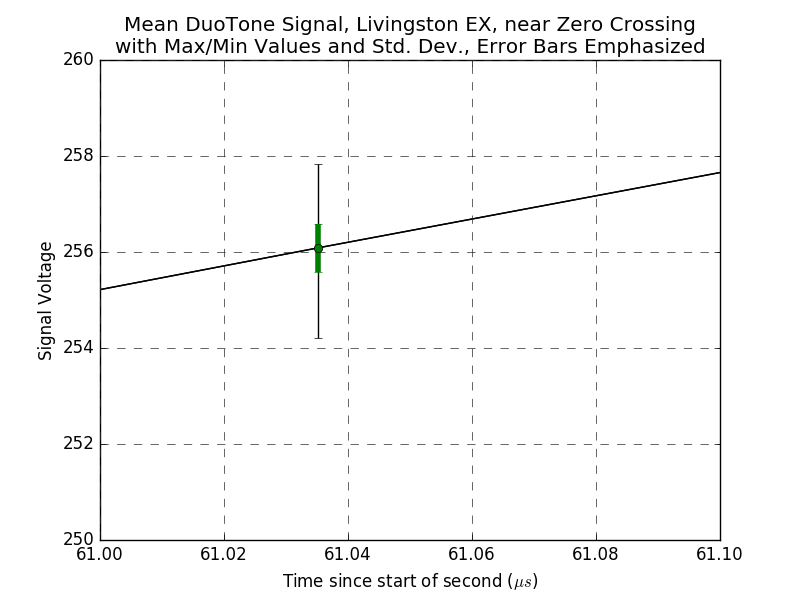 Mean DuoTone Signal, Livingston EX, near Zero Crossing
with Max/Min Values and Std. Dev., Error Bars Emphasized
260
258
256
254
252
250
Signal Voltage
61.00 61.02 61.04 61.06 61.08 61.10
Time since start of second (μs)